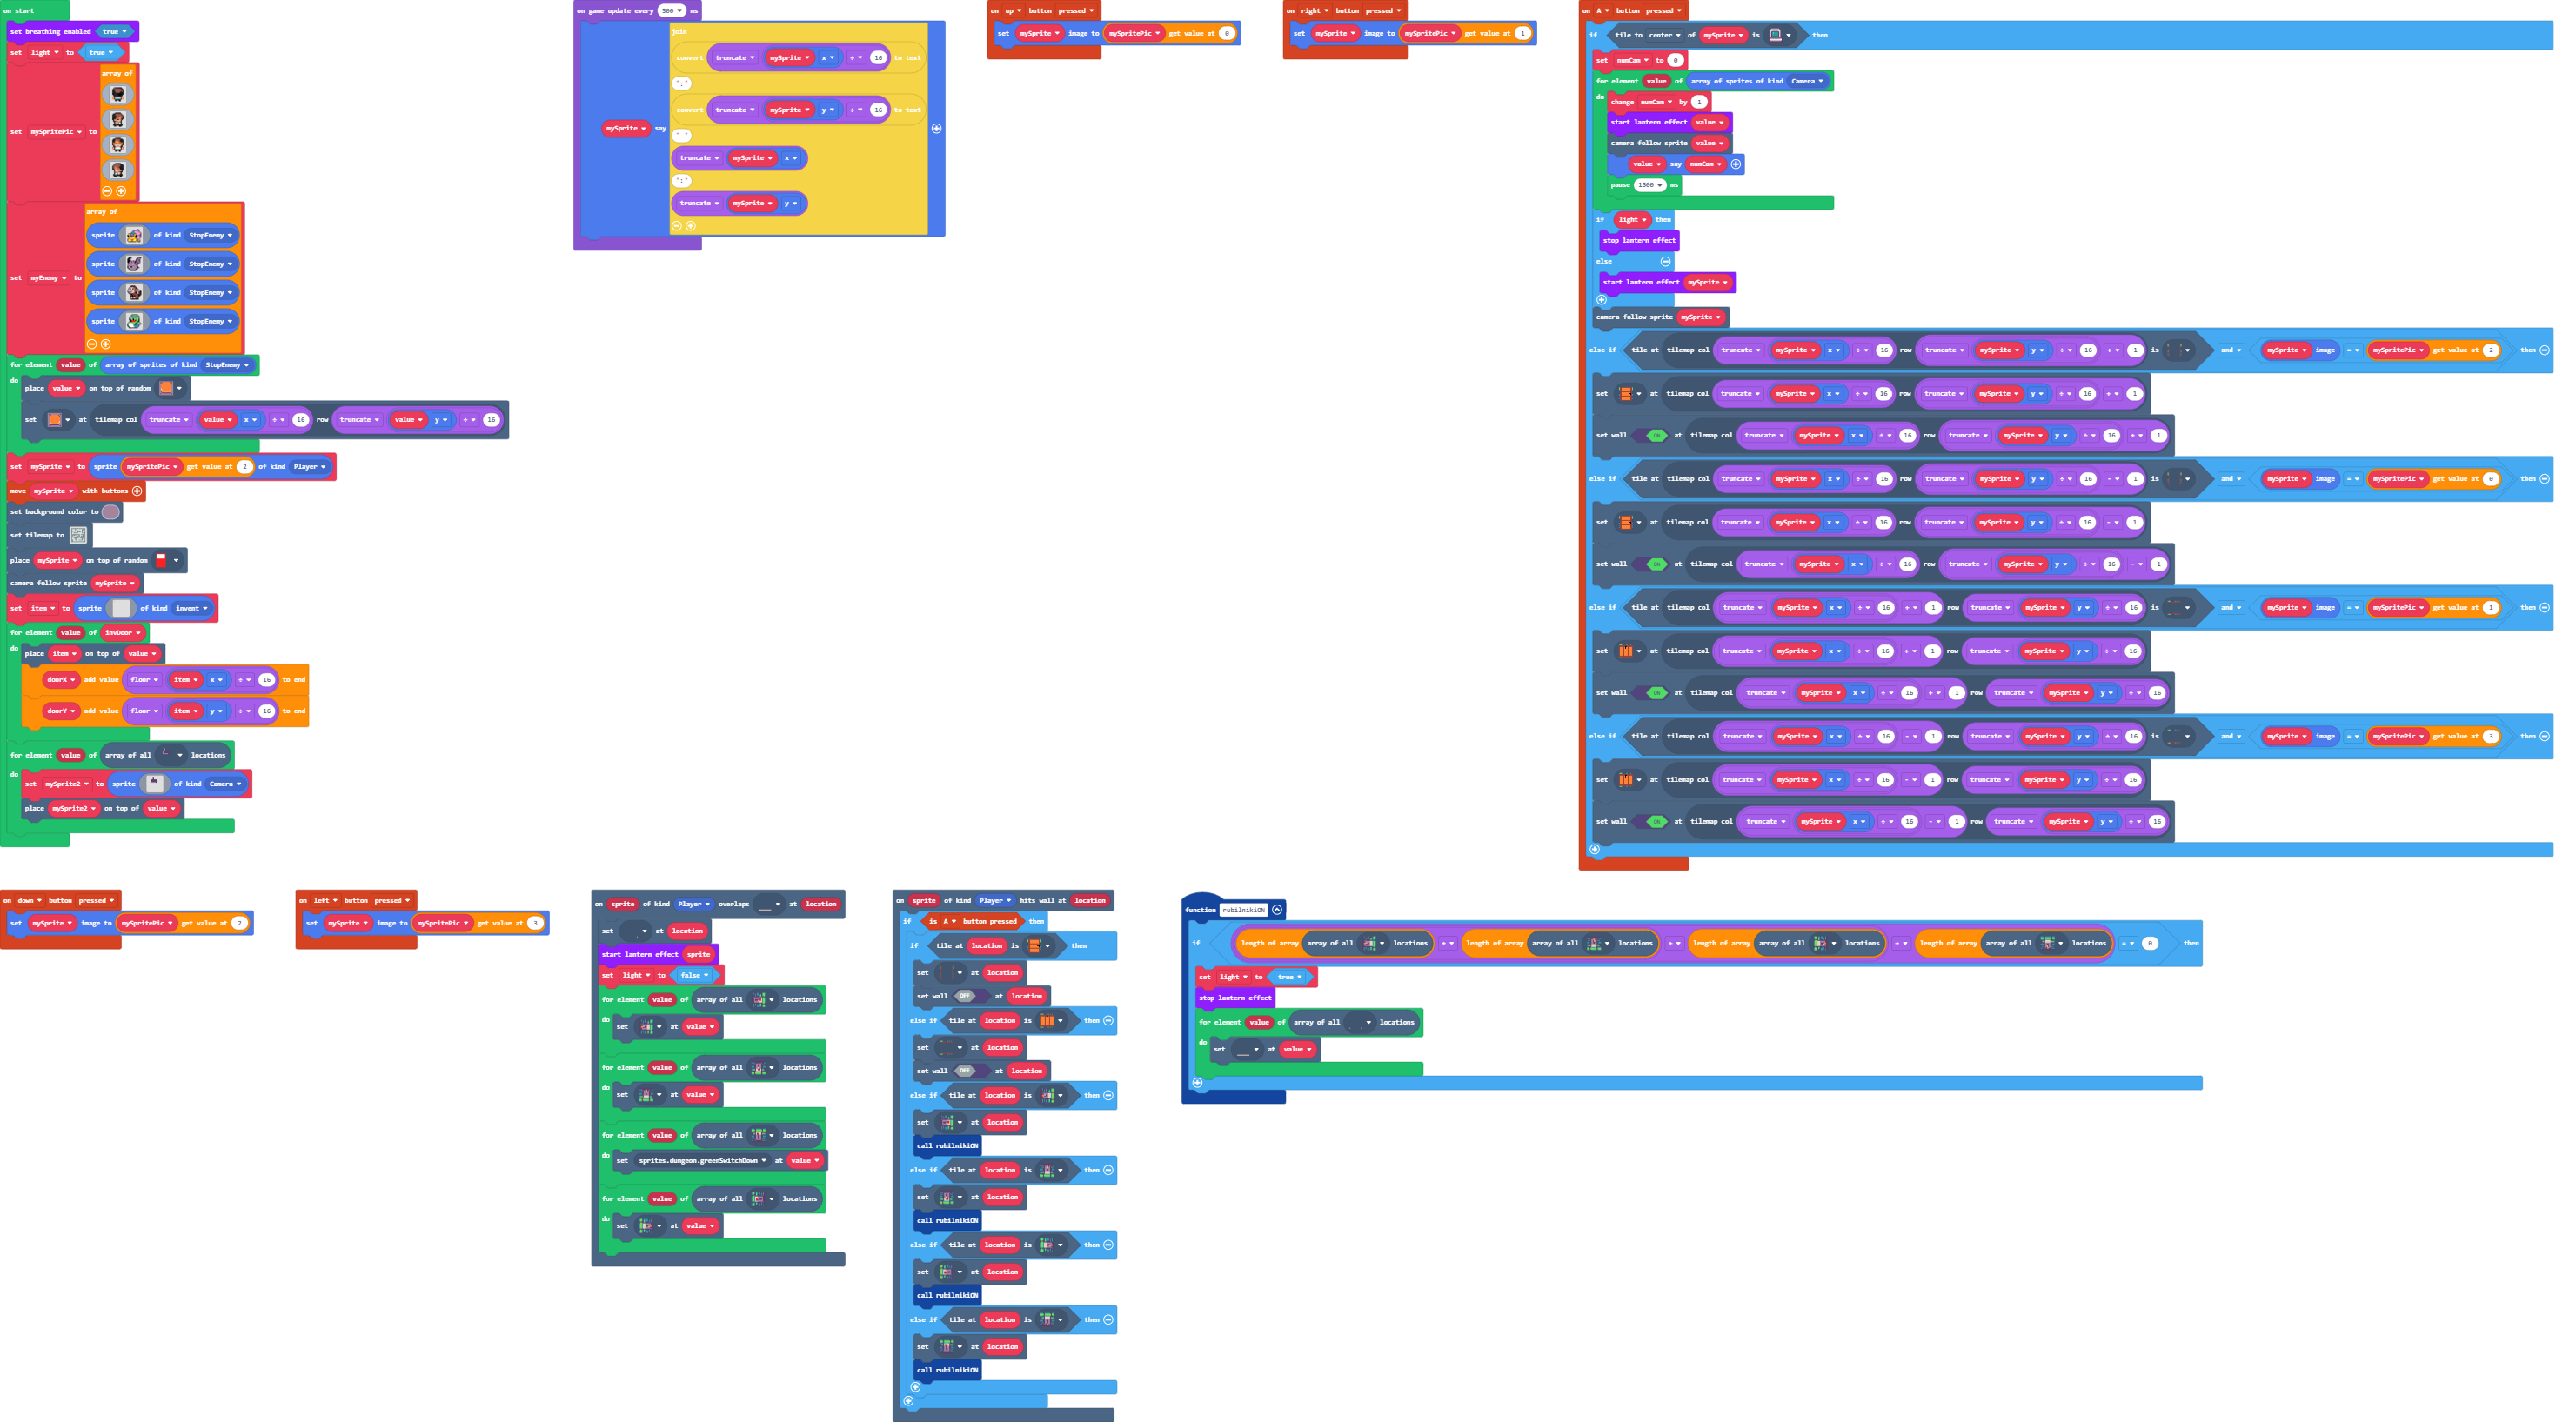 on start
set breathing enabled true
set light to true
set mySpritePic to array of
set myEnemy to array of
sprite of kind StopEnemy
sprite of kind StopEnemy
sprite of kind StopEnemy
sprite of kind StopEnemy
for element value of array of sprites of kind StopEnemy
do place value on top of random
set at tilemap col truncate value x ÷ 16 row truncate value y ÷ 16
set mySprite to sprite mySpritePic get value at 2 of kind Player
move mySprite with buttons
set background color to
set tilemap to
place mySprite on top of random
camera follow sprite mySprite
set item to sprite of kind invent
for element value of invDoor
do place item on top of value
doorX add value floor item x ÷ 16 to end
doorY add value floor item y ÷ 16 to end
for element value of array of all locations
do set mySprite2 to sprite of kind Camera
place mySprite2 on top of value
on game update every 500 ms
mySprite say join
convert truncate mySprite x ÷ 16 to text
":"
convert truncate mySprite y ÷ 16 to text
" "
truncate mySprite x
":"
truncate mySprite y
on up button pressed
set mySprite image to mySpritePic get value at 0
on right button pressed
set mySprite image to mySpritePic get value at 1
on A button pressed
if tile to center of mySprite is then
set numCam to 0
for element value of array of sprites of kind Camera
do change numCam by 1
start lantern effect value
camera follow sprite value
value say numCam
pause 1500 ms
if light then
stop lantern effect
else
start lantern effect mySprite
camera follow sprite mySprite
else if tile at tilemap col truncate mySprite x ÷ 16 row truncate mySprite y ÷ 16 + 1 is and mySprite image = mySpritePic get value at 2 then
set at tilemap col truncate mySprite x ÷ 16 row truncate mySprite y ÷ 16 + 1
set wall ON at tilemap col truncate mySprite x ÷ 16 row truncate mySprite y ÷ 16 + 1
else if tile at tilemap col truncate mySprite x ÷ 16 row truncate mySprite y ÷ 16 - 1 is and mySprite image = mySpritePic get value at 0 then
set at tilemap col truncate mySprite x ÷ 16 row truncate mySprite y ÷ 16 - 1
set wall ON at tilemap col truncate mySprite x ÷ 16 row truncate mySprite y ÷ 16 - 1
else if tile at tilemap col truncate mySprite x ÷ 16 + 1 row truncate mySprite y ÷ 16 is and mySprite image = mySpritePic get value at 1 then
set at tilemap col truncate mySprite x ÷ 16 + 1 row truncate mySprite y ÷ 16
set wall ON at tilemap col truncate mySprite x ÷ 16 + 1 row truncate mySprite y ÷ 16
else if tile at tilemap col truncate mySprite x ÷ 16 - 1 row truncate mySprite y ÷ 16 is and mySprite image = mySpritePic get value at 3 then
set at tilemap col truncate mySprite x ÷ 16 - 1 row truncate mySprite y ÷ 16
set wall ON at tilemap col truncate mySprite x ÷ 16 - 1 row truncate mySprite y ÷ 16
on down button pressed
set mySprite image to mySpritePic get value at 2
on left button pressed
set mySprite image to mySpritePic get value at 3
on sprite of kind Player overlaps at location
set at location
start lantern effect sprite
set light to false
for element value of array of all locations
do set at value
for element value of array of all locations
do set at value
for element value of array of all locations
do set sprites.dungeon.greenSwitchDown at value
for element value of array of all locations
do set at value
on sprite of kind Player hits wall at location
if is A button pressed then
if tile at location is then
set at location
set wall OFF at location
else if tile at location is then
set at location
set wall OFF at location
else if tile at location is then
set at location
call rubilnikiON
else if tile at location is then
set at location
call rubilnikiON
else if tile at location is then
set at location
call rubilnikiON
else if tile at location is then
set at location
call rubilnikiON
function rubilnikiON
if length of array array of all locations + length of array array of all locations + length of array array of all locations + length of array array of all locations = 0 then
set light to true
stop lantern effect
for element value of array of all locations
do set at value